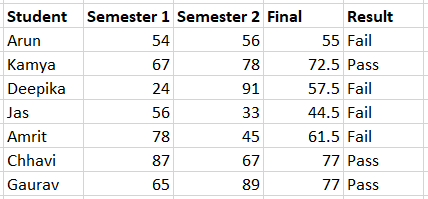 Student Semester 1 Semester 2 Final Result
Arun 54 56 55 Fail
Kamya 67 78 72.5 Pass
Deepika 24 91 57.5 Fail
Jas 56 33 44.5 Fail
Amrit 78 45 61.5 Fail
Chhavi 87 67 77 Pass
Gaurav 65 89 77 Pass